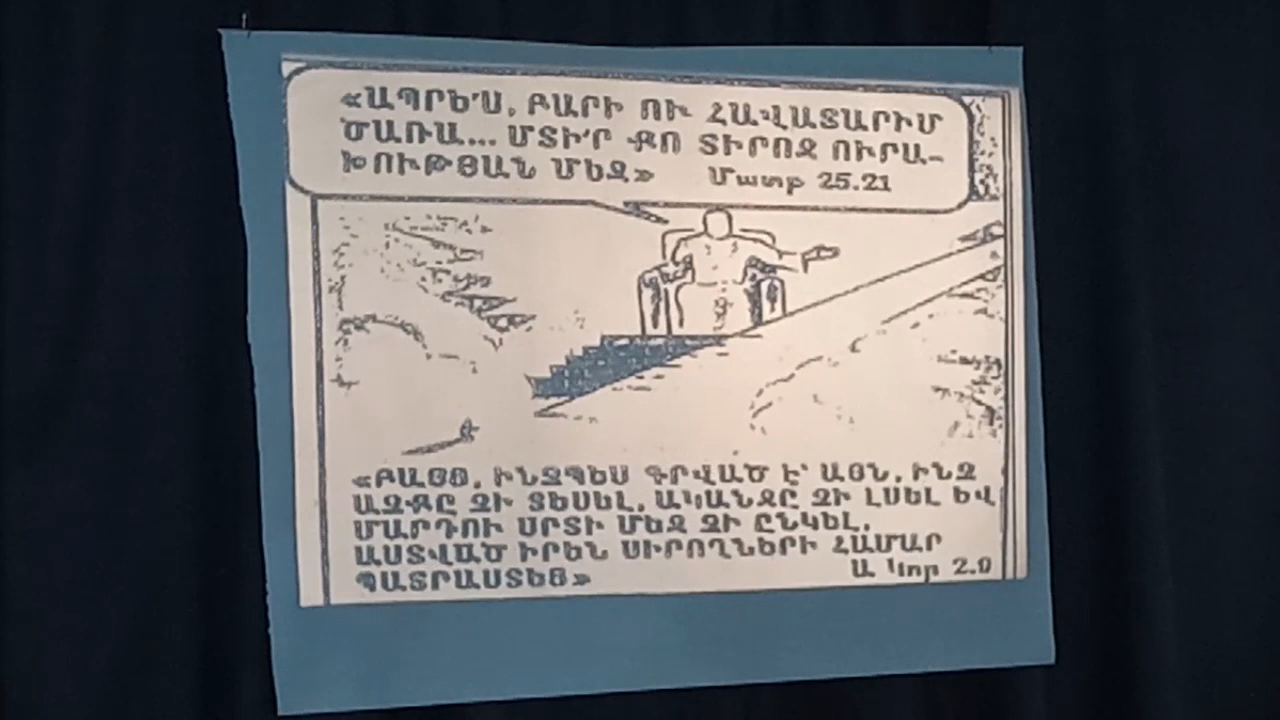 «ԱՊՐԵ՛Ս, ԲԱՐԻ ՈՒ ՀԱՎԱՏԱՐԻՄ
ԾԱՌԱ... ՄՏԻ՛Ր ՔՈ ՏԻՐՈՋ ՈՒՐԱ-
ԽՈՒԹՅԱՆ ՄԵՋ» Մատթ 25.21
«ԲԱՅՑ, ԻՆՉՊԵՍ ԳՐՎԱԾ Է՝ ԱՅՆ, ԻՆՉ
ԱՉՔԸ ՉԻ ՏԵՍԵԼ, ԱԿԱՆՋԸ ՉԻ ԼՍԵԼ ԵՎ
ՄԱՐԴՈՒ ՍՐՏԻ ՄԵՋ ՉԻ ԸՆԿԵԼ,
ԱՍՏՎԱԾ ԻՐԵՆ ՍԻՐՈՂՆԵՐԻ ՀԱՄԱՐ
ՊԱՏՐԱՍՏԵՑ» Ա Կոր 2.9